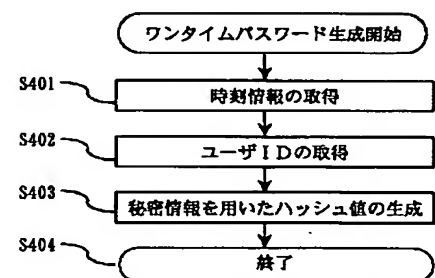 ワンタイムパスワード生成開始
S401
時刻情報の取得
S402
ユーザIDの取得
S403
秘密情報を用いたハッシュ値の生成
S404
終了